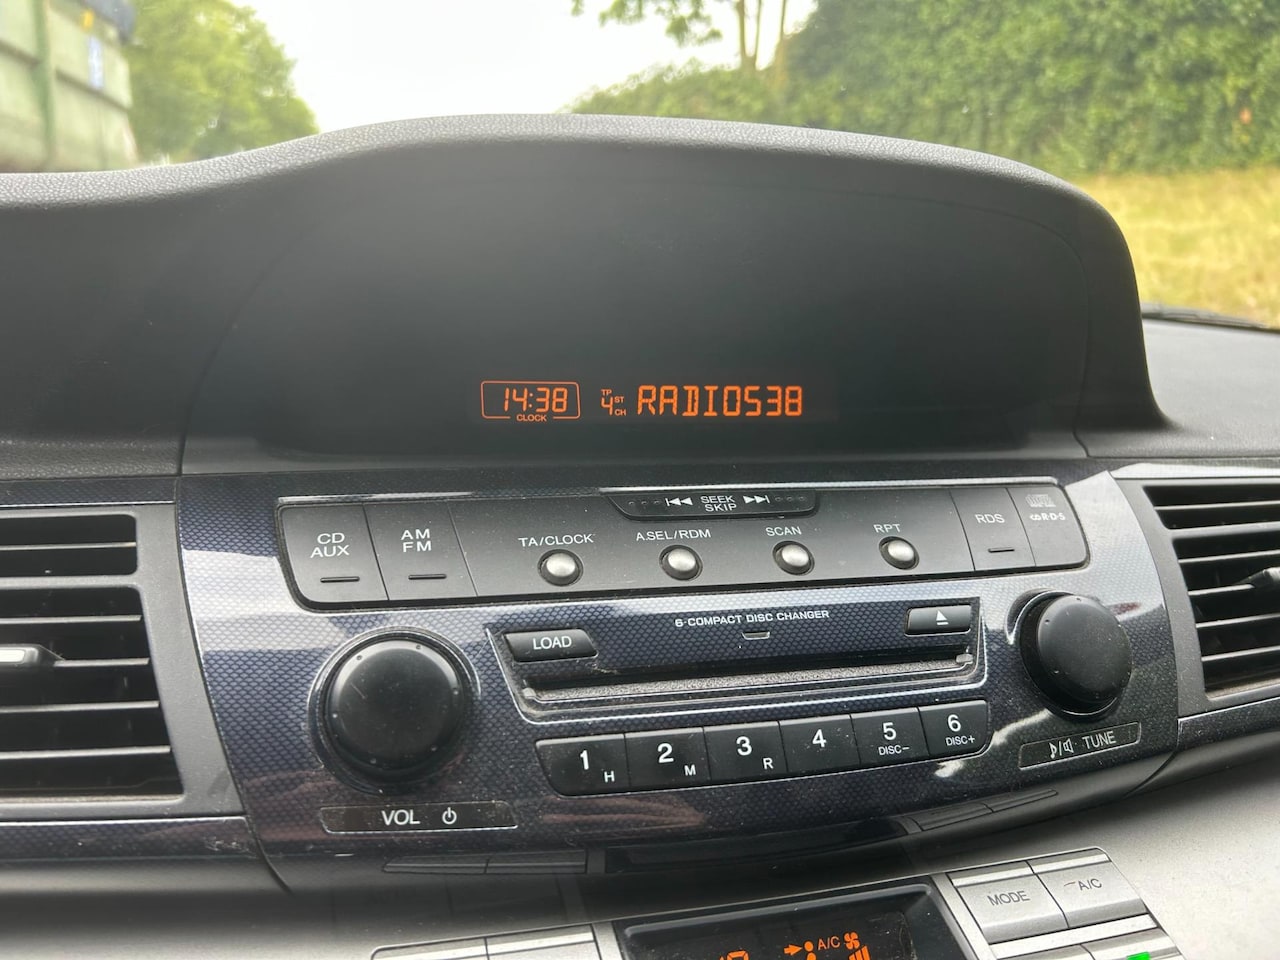 14:38
CLOCK
TP
4 ST
CH
RADIO538
SEEK
SKIP
CD
AUX
AM
FM
TA/CLOCK
A.SEL/RDM
SCAN
RPT
RDS
R·D·S
6-COMPACT DISC CHANGER
LOAD
1 H
2 M
3 R
4
5
DISC-
6
DISC+
VOL
TUNE
MODE
A/C
A/C